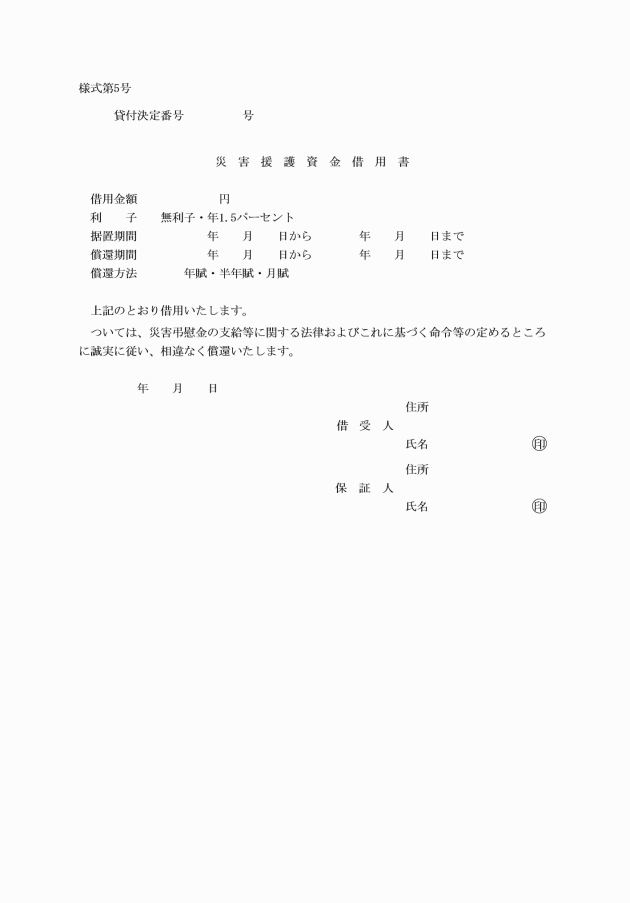 様式第5号
貸付決定番号　　　　　号
災　害　援　護　資　金　借　用　書
借用金額　　　　　　　円
利　　子　　無利子・年1.5パーセント
据置期間　　　　　　年　　月　　日から　　　　年　　月　　日まで
償還期間　　　　　　年　　月　　日から　　　　年　　月　　日まで
償還方法　　　　年賦・半年賦・月賦
上記のとおり借用いたします。
ついては、災害弔慰金の支給等に関する法律およびこれに基づく命令等の定めるところ
に誠実に従い、相違なく償還いたします。
年　　月　　日
住所
借　受　人
氏名　　　　　　　　　㊞
住所
保　証　人
氏名　　　　　　　　　㊞